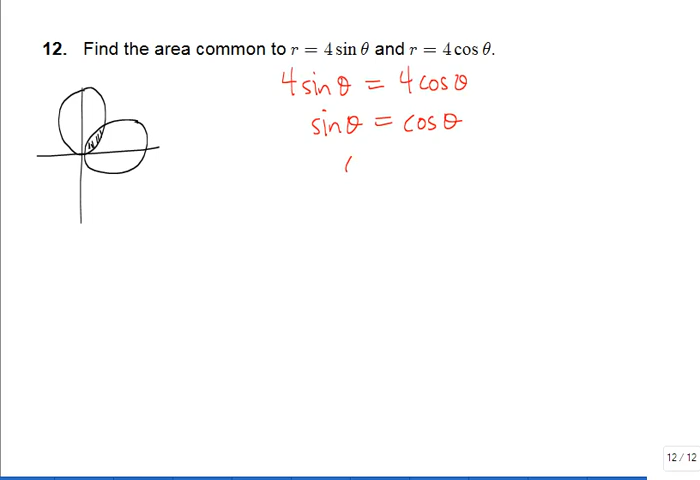 12. Find the area common to r = 4 sin θ and r = 4 cos θ.
4 sin θ = 4 cos θ
sin θ = cos θ
(
12 / 12